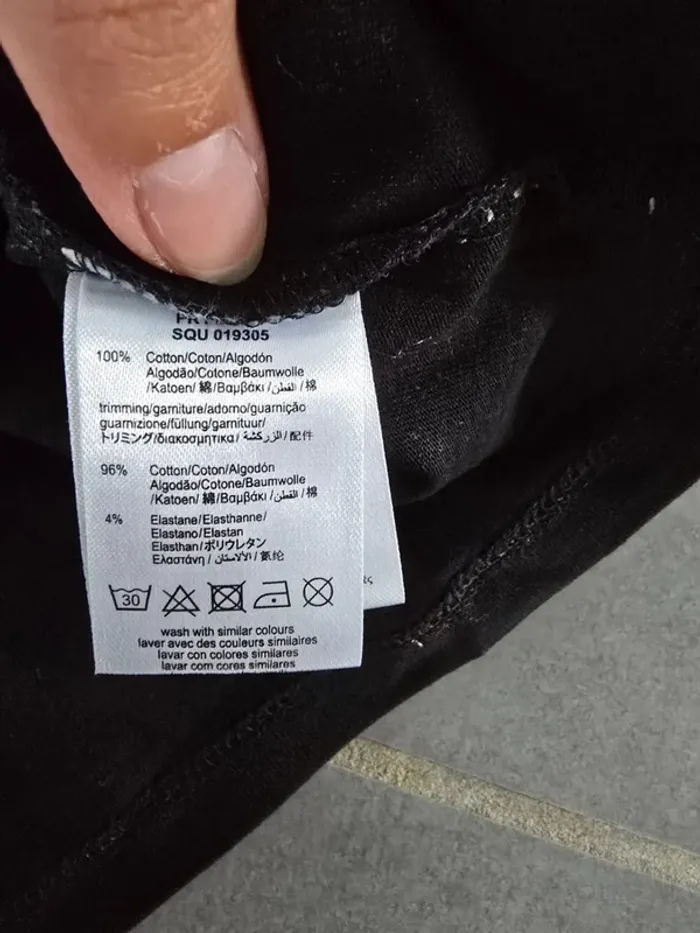 SQU 019305
100% Cotton/Coton/Algodón
Algodão/Cotone/Baumwolle
/Katoen/ 綿/Βαμβάκι /القطن / 棉
trimming/garniture/adorno/guarnição
guarnizione/füllung/garnituur/
トリミング/διακοσμητικα/ الزركشة /配件
96% Cotton/Coton/Algodón
Algodão/Cotone/Baumwolle
/Katoen/ 綿/Βαμβάκι /القطن / 棉
4% Elastane/Elasthanne/
Elastano/Elastan
Elasthan/ポリウレタン
Ελαστάνη / الألاستان / 氨纶
30
wash with similar colours
laver avec des couleurs similaires
lavar con colores similares
lavar com cores similares